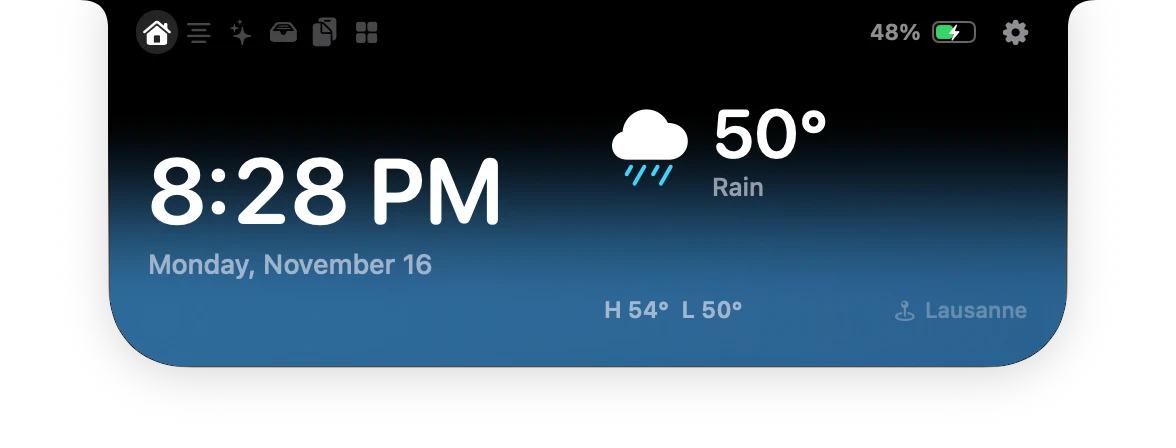 48%
8:28 PM
Monday, November 16
50°
Rain
H 54° L 50°
Lausanne